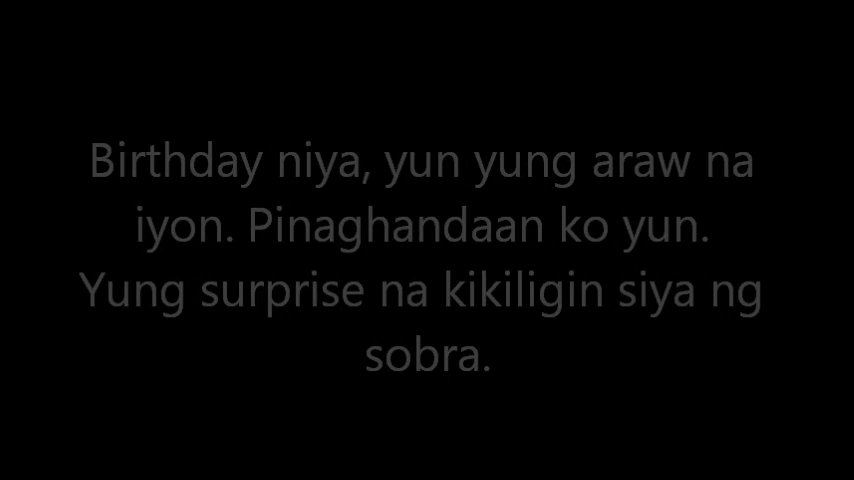 Birthday niya, yun yung araw na
iyon. Pinaghandaan ko yun.
Yung surprise na kikiligin siya ng
sobra.